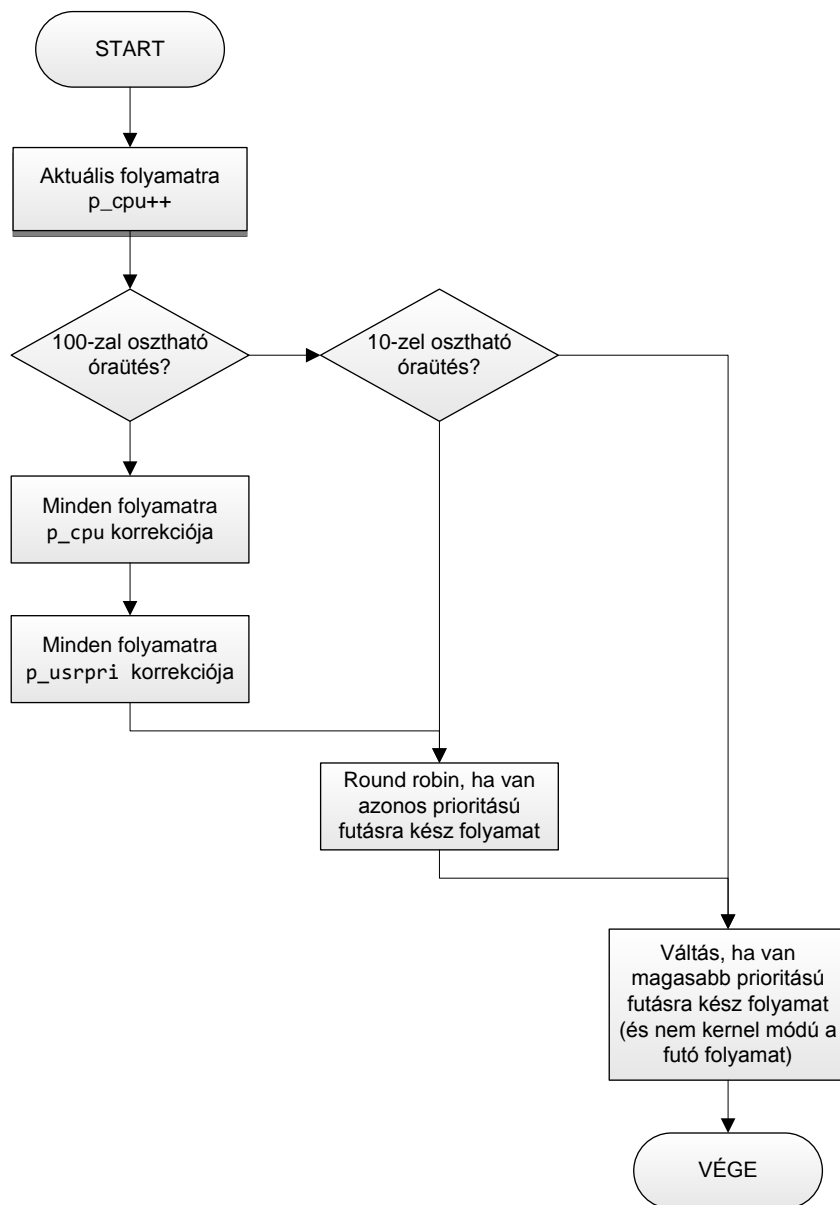 START
Aktuális folyamatra
p_cpu++
100-zal osztható
óraütés?
10-zel osztható
óraütés?
Minden folyamatra
p_cpu korrekciója
Minden folyamatra
p_usrpri korrekciója
Round robin, ha van
azonos prioritású
futásra kész folyamat
Váltás, ha van
magasabb prioritású
futásra kész folyamat
(és nem kernel módú a
futó folyamat)
VÉGE